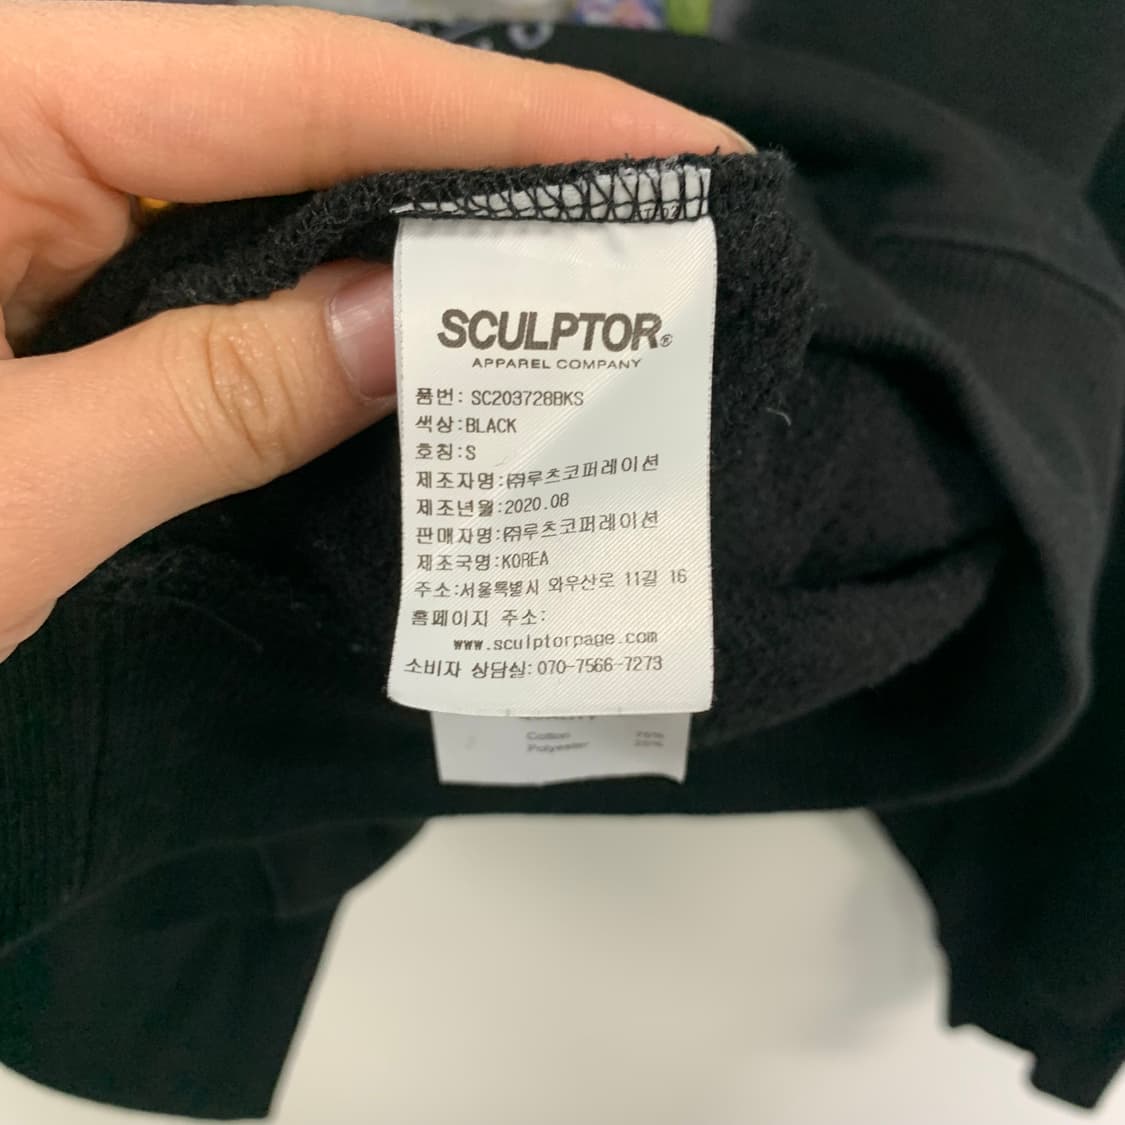 SCULPTOR®
APPAREL COMPANY
품번: SC203728BKS
색상:BLACK
호칭:S
제조자명:㈜루츠코퍼레이션
제조년월:2020.08
판매자명:㈜루츠코퍼레이션
제조국명:KOREA
주소:서울특별시 와우산로 11길 16
홈페이지 주소:
www.sculptorpage.com
소비자 상담실: 070-7566-7273
Cotton
Polyester